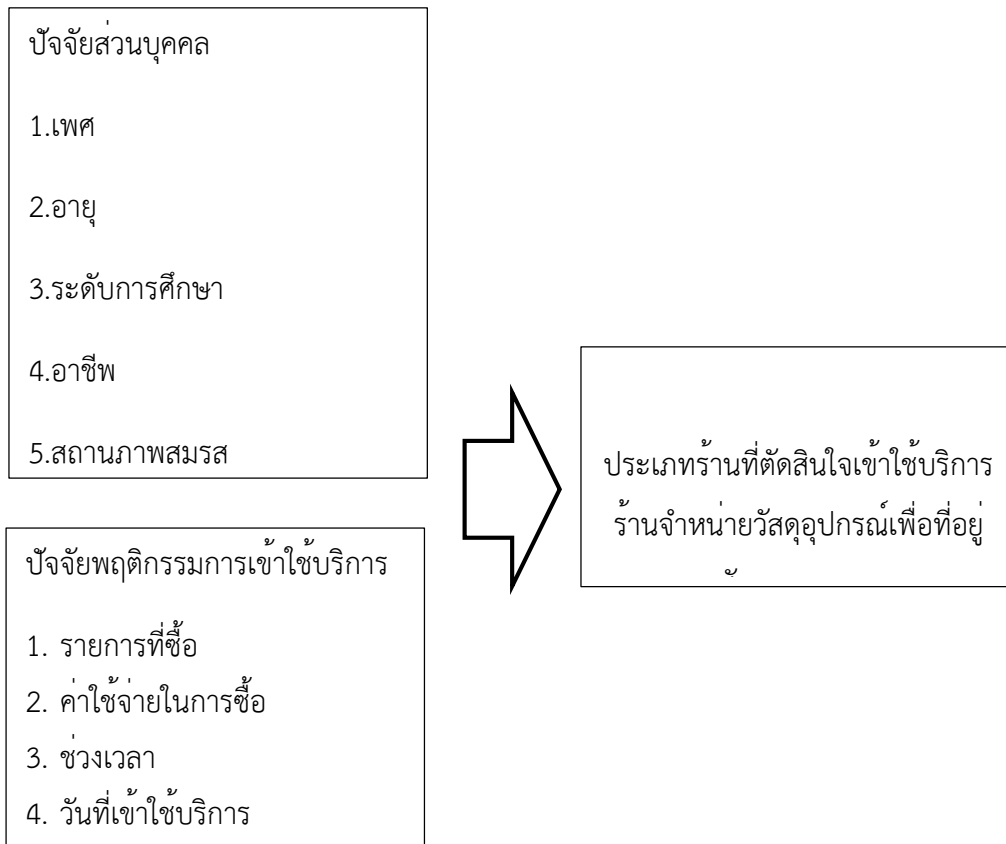 ปัจจัยส่วนบุคคล
1.เพศ
2.อายุ
3.ระดับการศึกษา
4.อาชีพ
5.สถานภาพสมรส
ปัจจัยพฤติกรรมการเข้าใช้บริการ
1. รายการที่ซื้อ
2. ค่าใช้จ่ายในการซื้อ
3. ช่วงเวลา
4. วันที่เข้าใช้บริการ
ประเภทร้านที่ตัดสินใจเข้าใช้บริการ
ร้านจำหน่ายวัสดุอุปกรณ์เพื่อที่อยู่